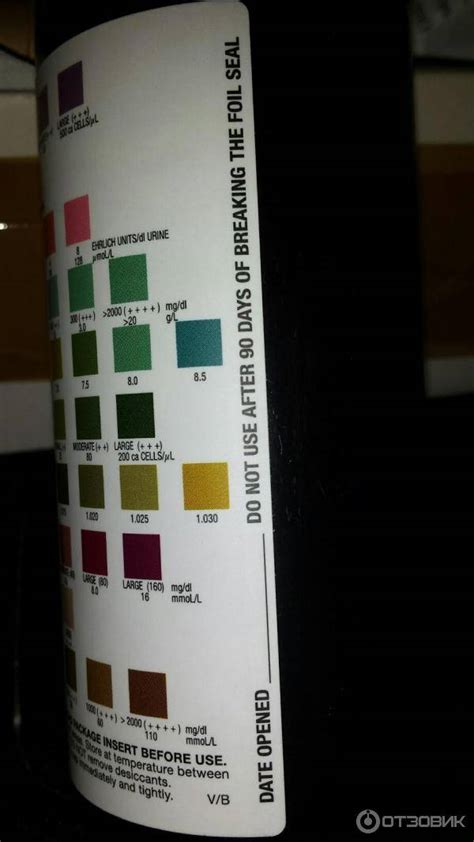 LARGE (+++)
500 ca CELLS/µL
8 EHRLICH UNITS/dl URINE
128 µmoL/L
300 (+++) >2000 (++++) mg/dl
3.0 >20 g/L
7.5 8.0 8.5
MODERATE (++) LARGE (+++)
80 200 ca CELLS/µL
1.020 1.025 1.030
LARGE (80) LARGE (160) mg/dl
8.0 16 mmoL/L
1000 (+++) >2000 (++++) mg/dl
60 110 mmoL/L
PACKAGE INSERT BEFORE USE.
Store at temperature between
remove desiccants.
immediately and tightly.
V/B
DATE OPENED ______ DO NOT USE AFTER 90 DAYS OF BREAKING THE FOIL SEAL
ОТЗОВИК